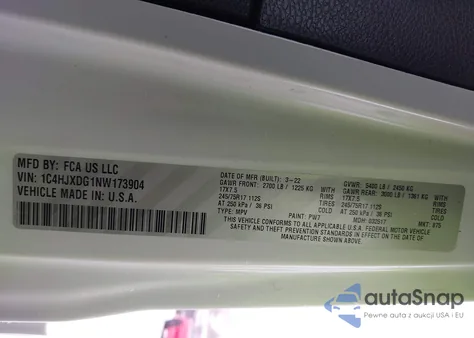 MFD BY: FCA US LLC
VIN: 1C4HJXDG1NW173904
VEHICLE MADE IN: U.S.A.
DATE OF MFR (BUILT): 3-22
GAWR FRONT: 2700 LB / 1225 KG WITH
17X7.5 RIMS
245/75R17 112S TIRES
AT 250 kPa / 36 PSI COLD
TYPE: MPV PAINT: PW7
GVWR: 5400 LB / 2450 KG
GAWR REAR: 3000 LB / 1361 KG WITH
17X7.5 RIMS
245/75R17 112S TIRES
AT 250 kPa / 36 PSI COLD
MDH: 032517 MKT: 875
THIS VEHICLE CONFORMS TO ALL APPLICABLE U.S.A. FEDERAL MOTOR VEHICLE
SAFETY AND THEFT PREVENTION STANDARDS IN EFFECT ON THE DATE OF
MANUFACTURE SHOWN ABOVE.
autaSnap
Pewne auta z aukcji USA i EU